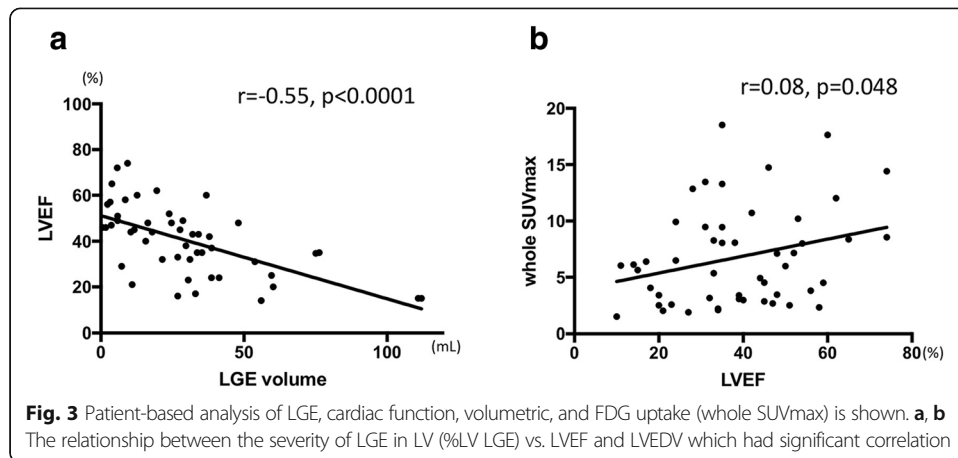 a
(%)
r=-0.55, p<0.0001
100
80
60
40
20
0
LVEF
0 50 100 (mL)
LGE volume
b
r=0.08, p=0.048
20
15
10
5
0
whole SUVmax
0 20 40 60 80 (%)
LVEF
Fig. 3 Patient-based analysis of LGE, cardiac function, volumetric, and FDG uptake (whole SUVmax) is shown. a, b
The relationship between the severity of LGE in LV (%LV LGE) vs. LVEF and LVEDV which had significant correlation